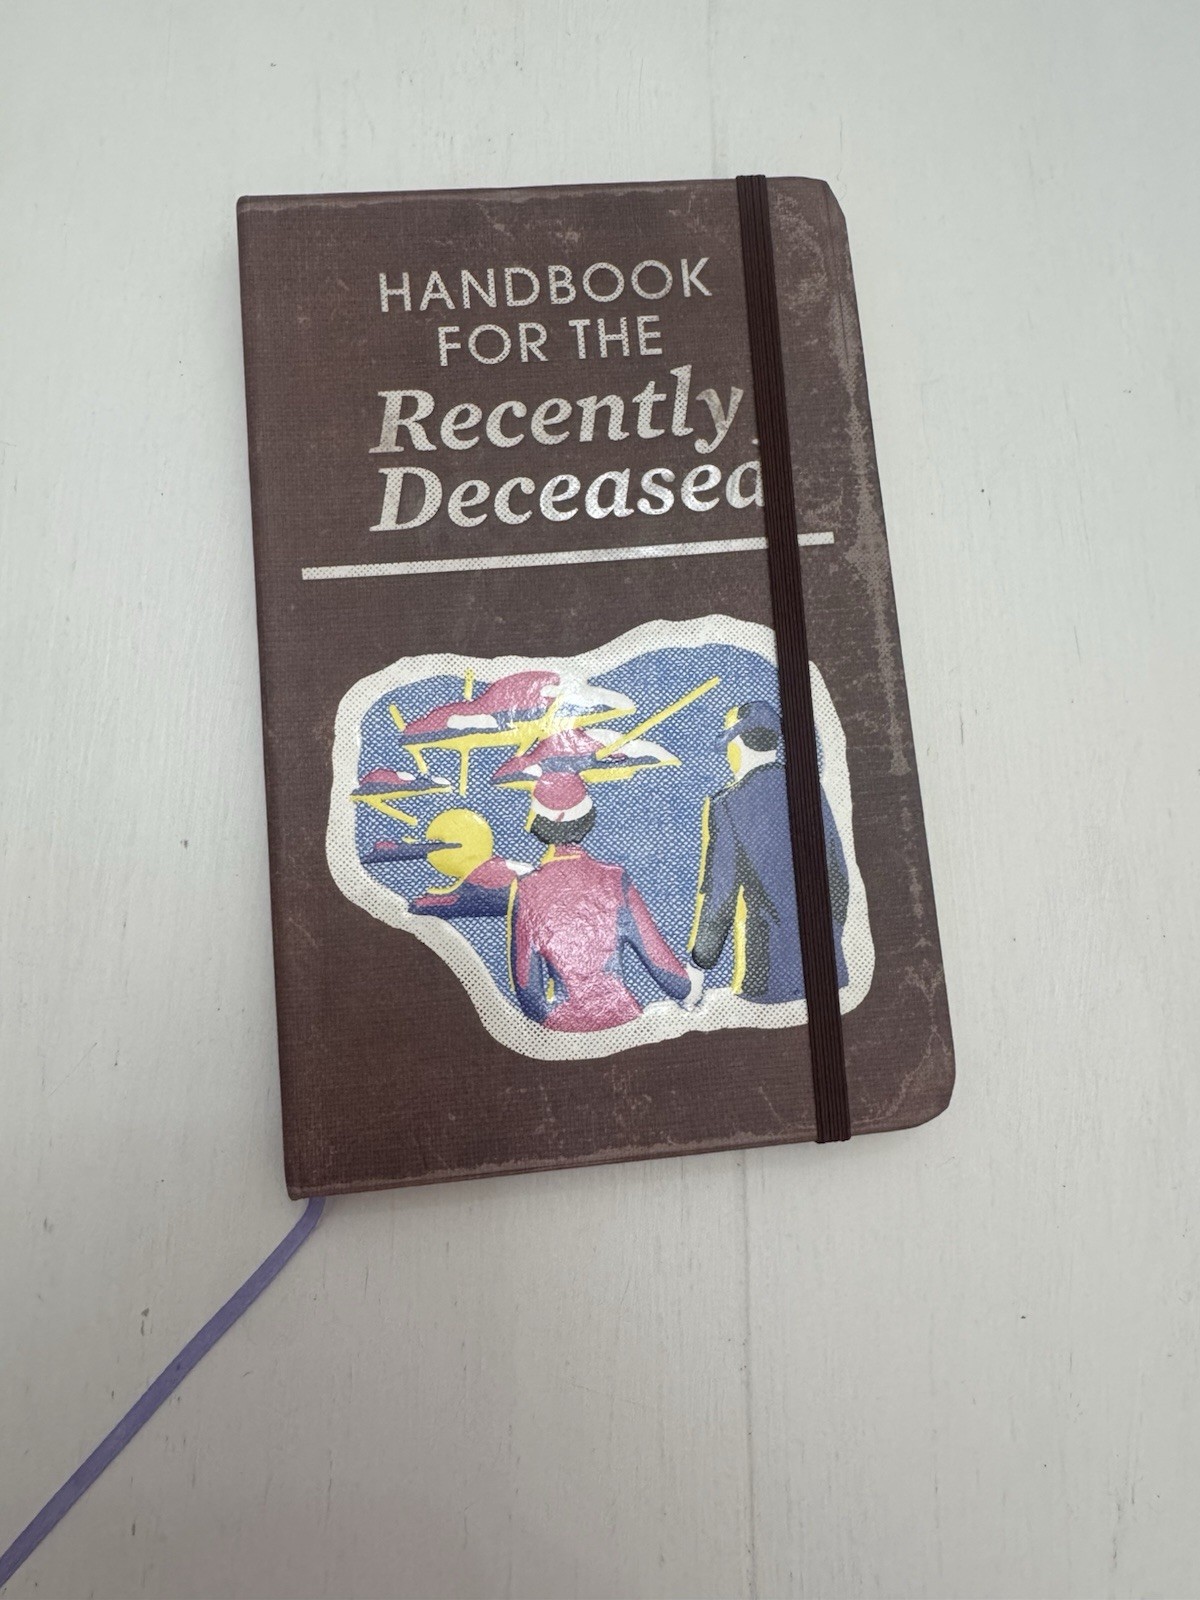 HANDBOOK
FOR THE
Recently
Deceased